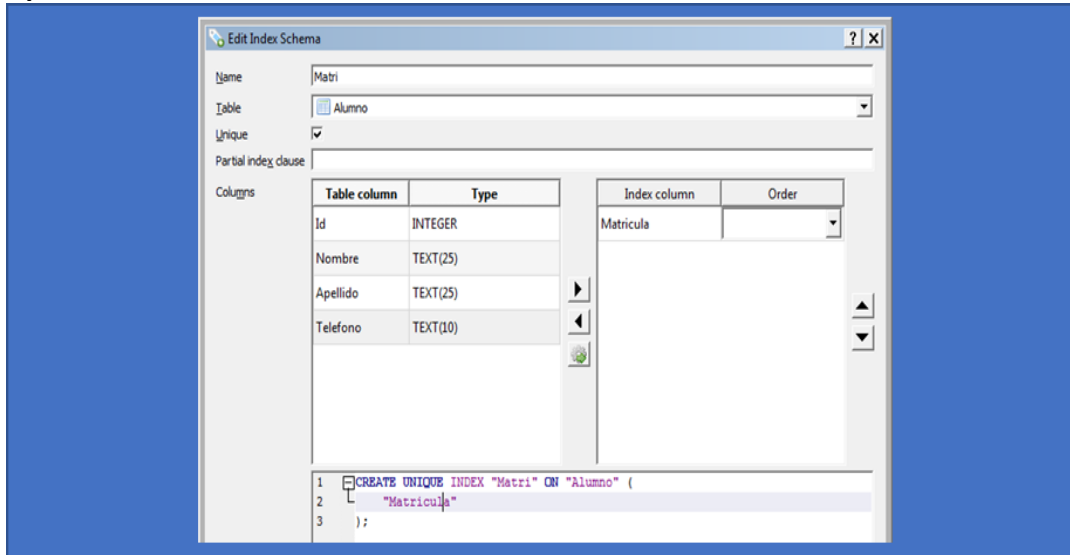 Edit Index Schema ? X
Name Matri
Table Alumno
Unique
Partial index clause
Columns Table column Type Index column Order
Id INTEGER Matricula
Nombre TEXT(25)
Apellido TEXT(25)
Telefono TEXT(10)
1 CREATE UNIQUE INDEX "Matri" ON "Alumno" (
2 "Matricula"
3 );